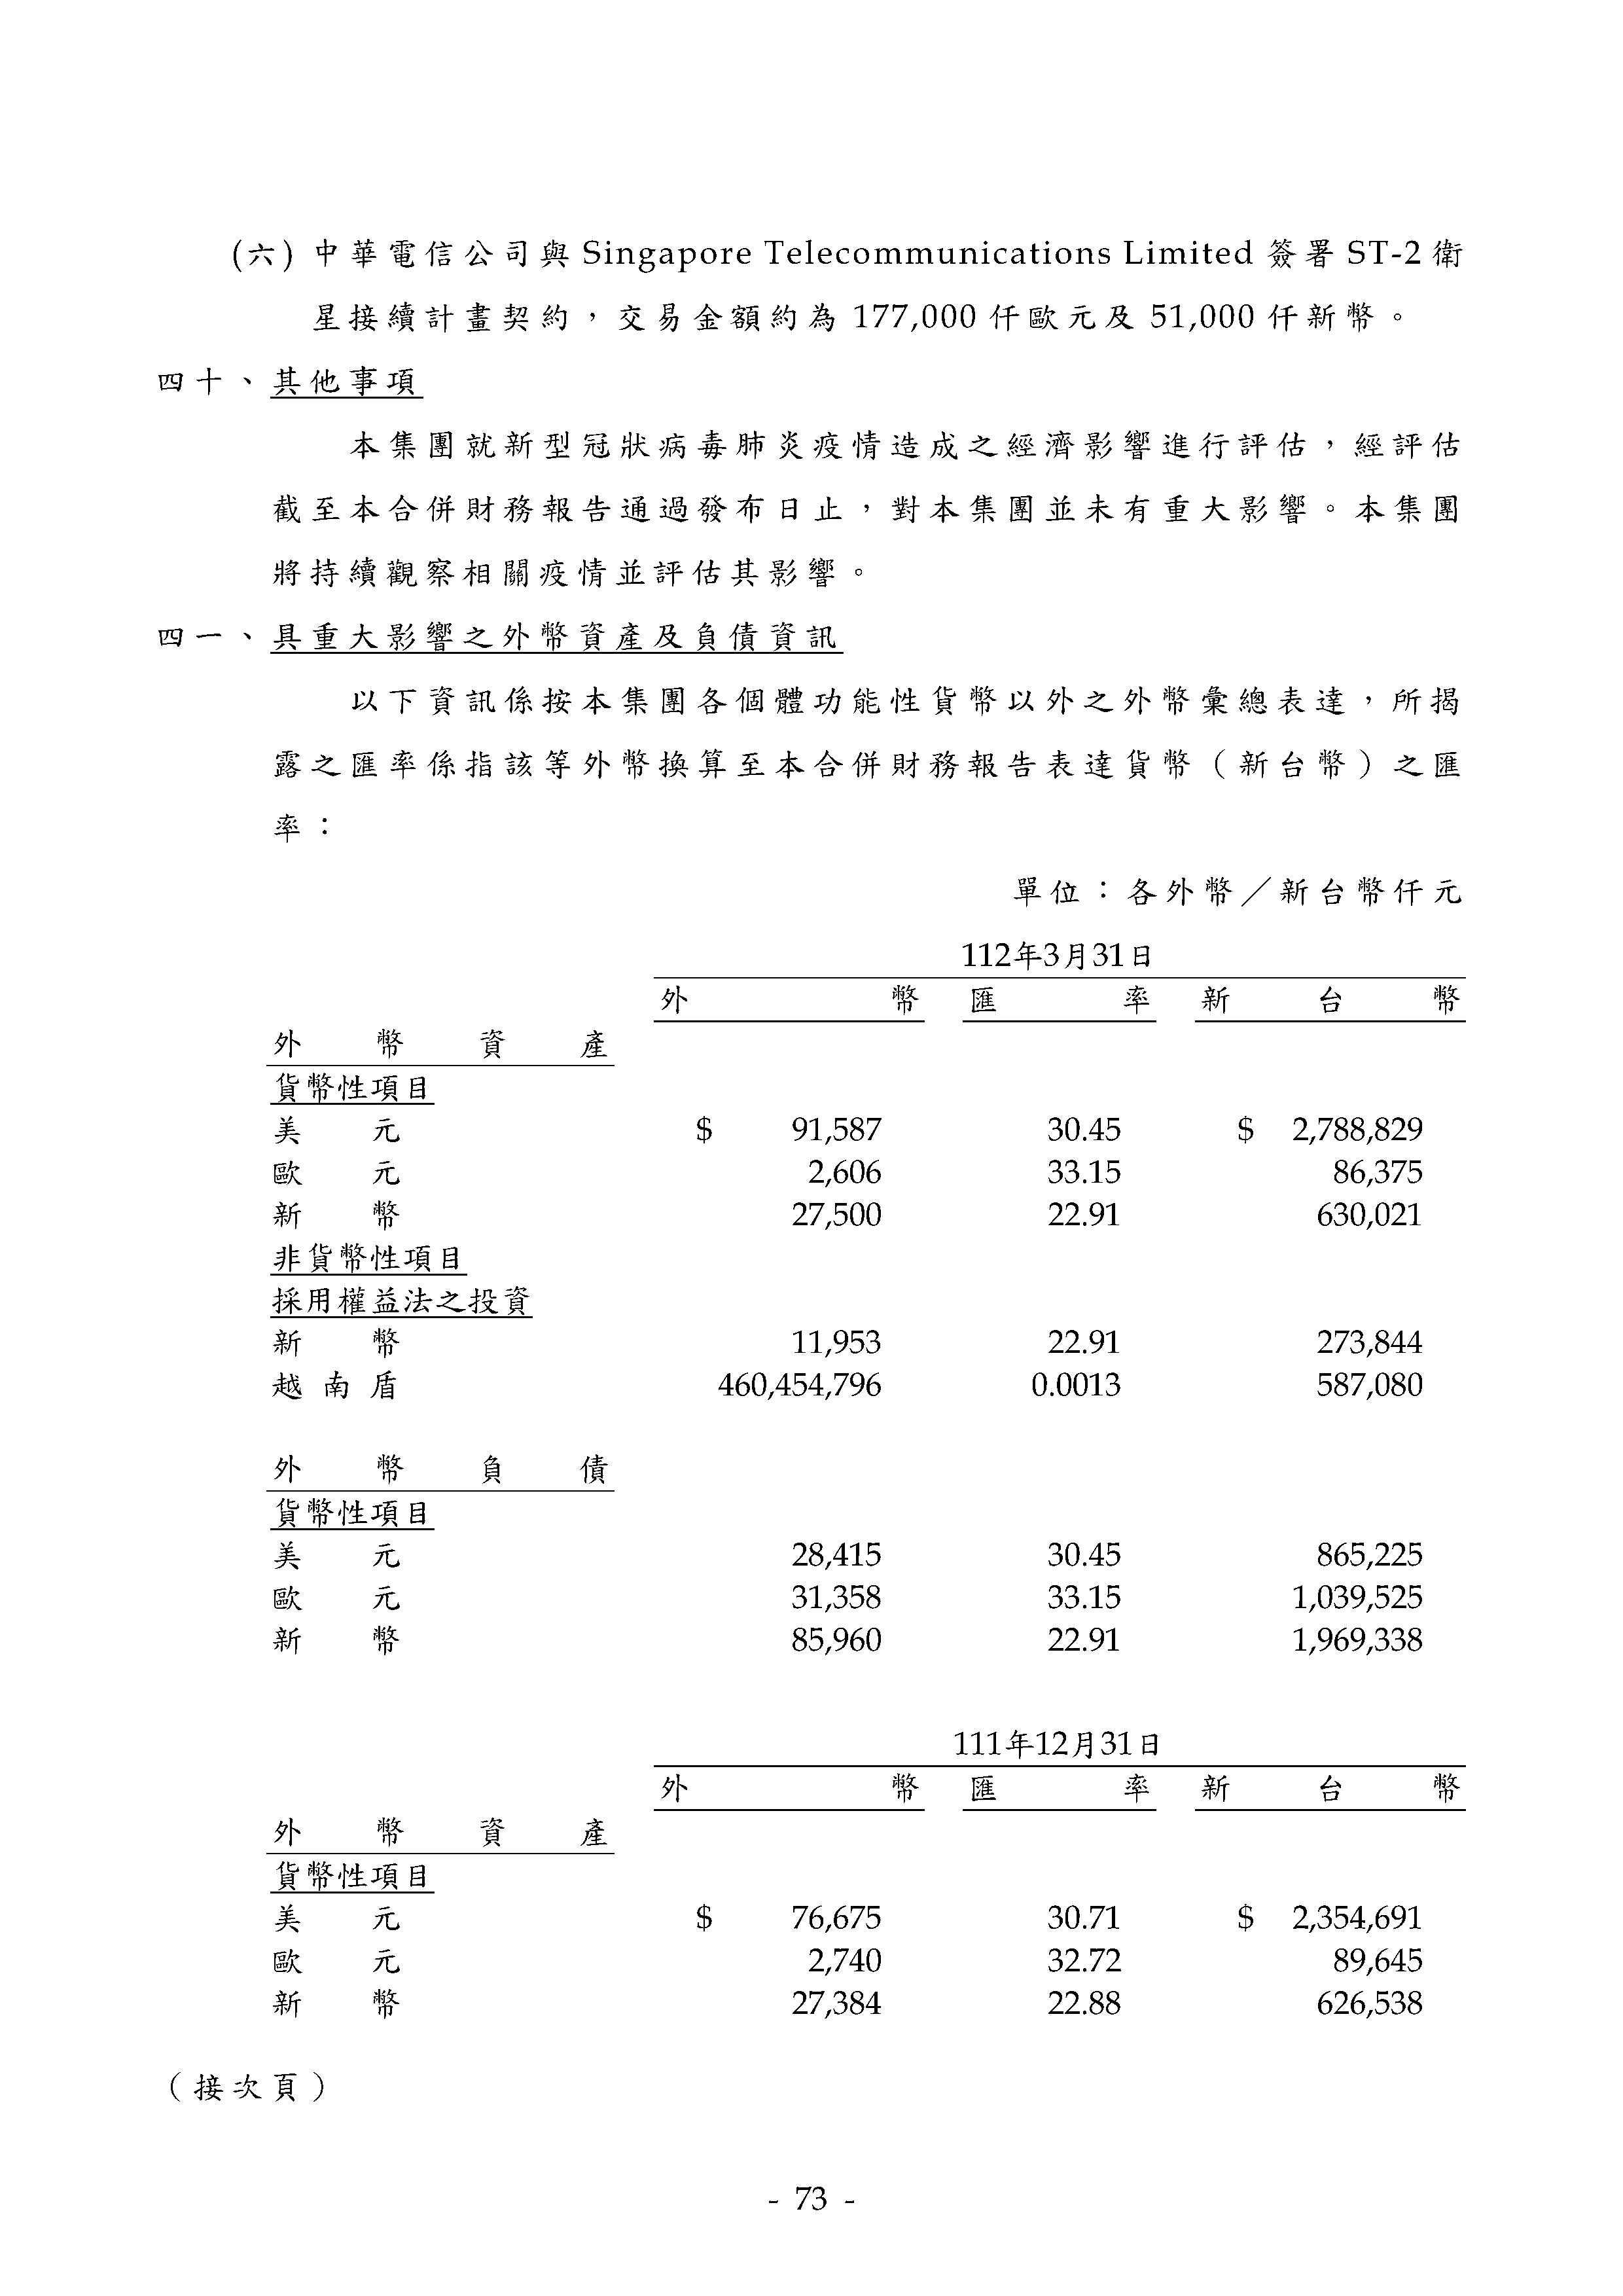 (六) 中華電信公司與 Singapore Telecommunications Limited 簽署 ST-2 衛
星接續計畫契約，交易金額約為 177,000 仟歐元及 51,000 仟新幣。
四十、其他事項
本集團就新型冠狀病毒肺炎疫情造成之經濟影響進行評估，經評估
截至本合併財務報告通過發布日止，對本集團並未有重大影響。本集團
將持續觀察相關疫情並評估其影響。
四一、具重大影響之外幣資產及負債資訊
以下資訊係按本集團各個體功能性貨幣以外之外幣彙總表達，所揭
露之匯率係指該等外幣換算至本合併財務報告表達貨幣（新台幣）之匯
率：
單位：各外幣／新台幣仟元
112年3月31日
外幣 匯率 新台幣
外幣資產
貨幣性項目
美元 $ 91,587 30.45 $ 2,788,829
歐元 2,606 33.15 86,375
新幣 27,500 22.91 630,021
非貨幣性項目
採用權益法之投資
新幣 11,953 22.91 273,844
越南盾 460,454,796 0.0013 587,080
外幣負債
貨幣性項目
美元 28,415 30.45 865,225
歐元 31,358 33.15 1,039,525
新幣 85,960 22.91 1,969,338
111年12月31日
外幣 匯率 新台幣
外幣資產
貨幣性項目
美元 $ 76,675 30.71 $ 2,354,691
歐元 2,740 32.72 89,645
新幣 27,384 22.88 626,538
（接次頁）
- 73 -